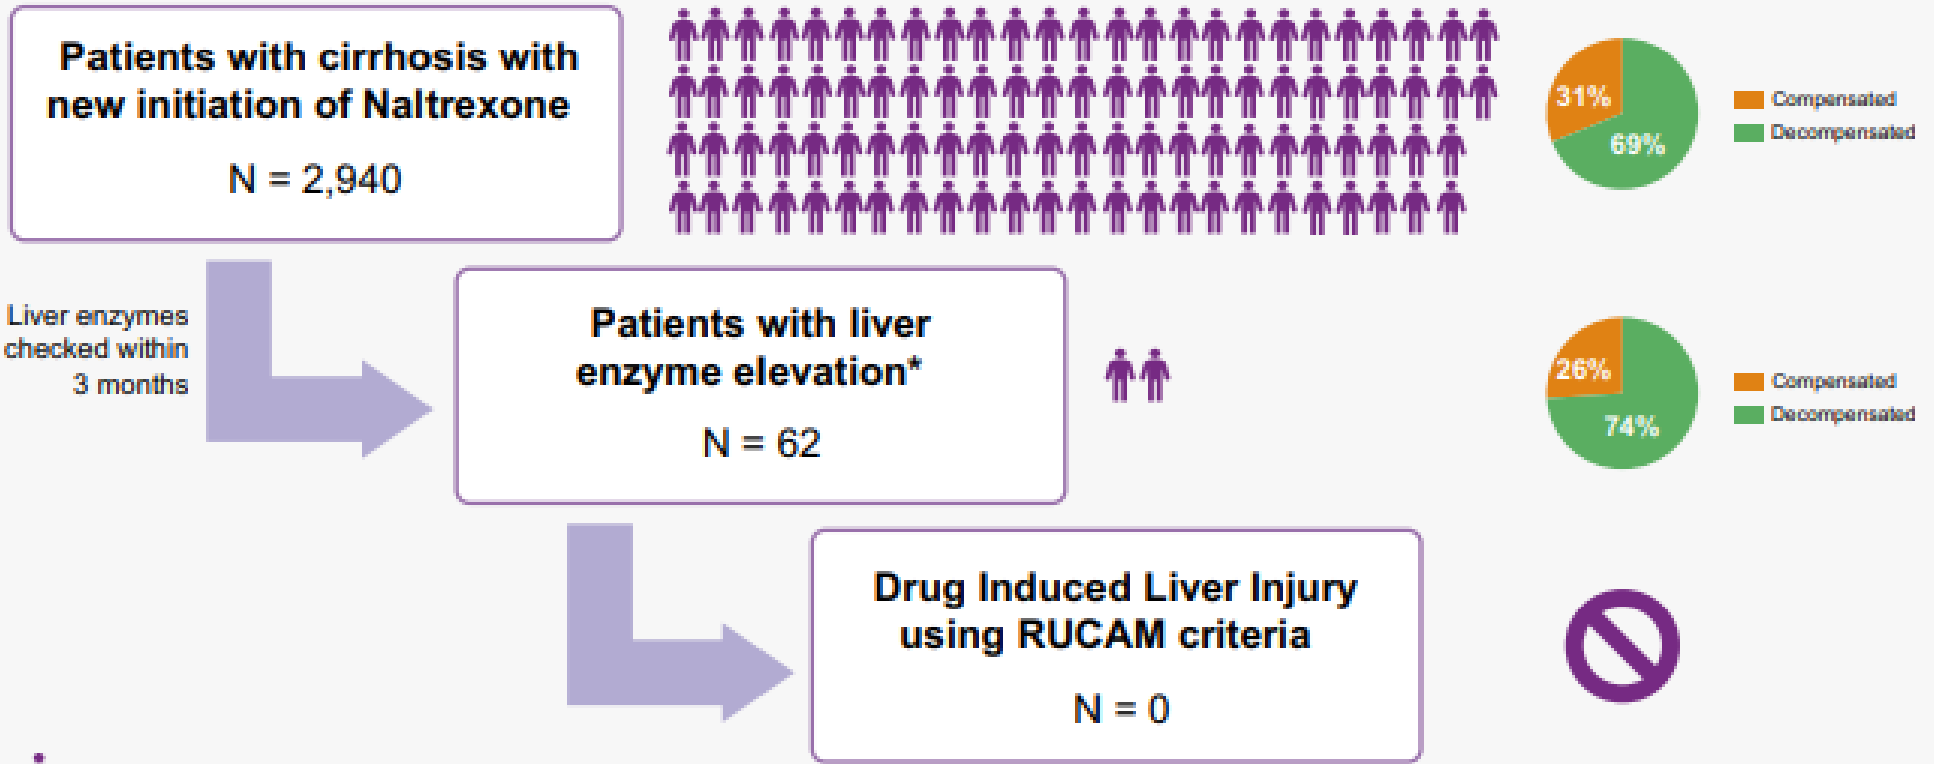 Patients with cirrhosis with
new initiation of Naltrexone
N = 2,940
31%
69%
Compensated
Decompensated
Liver enzymes
checked within
3 months
Patients with liver
enzyme elevation*
N = 62
26%
74%
Compensated
Decompensated
Drug Induced Liver Injury
using RUCAM criteria
N = 0